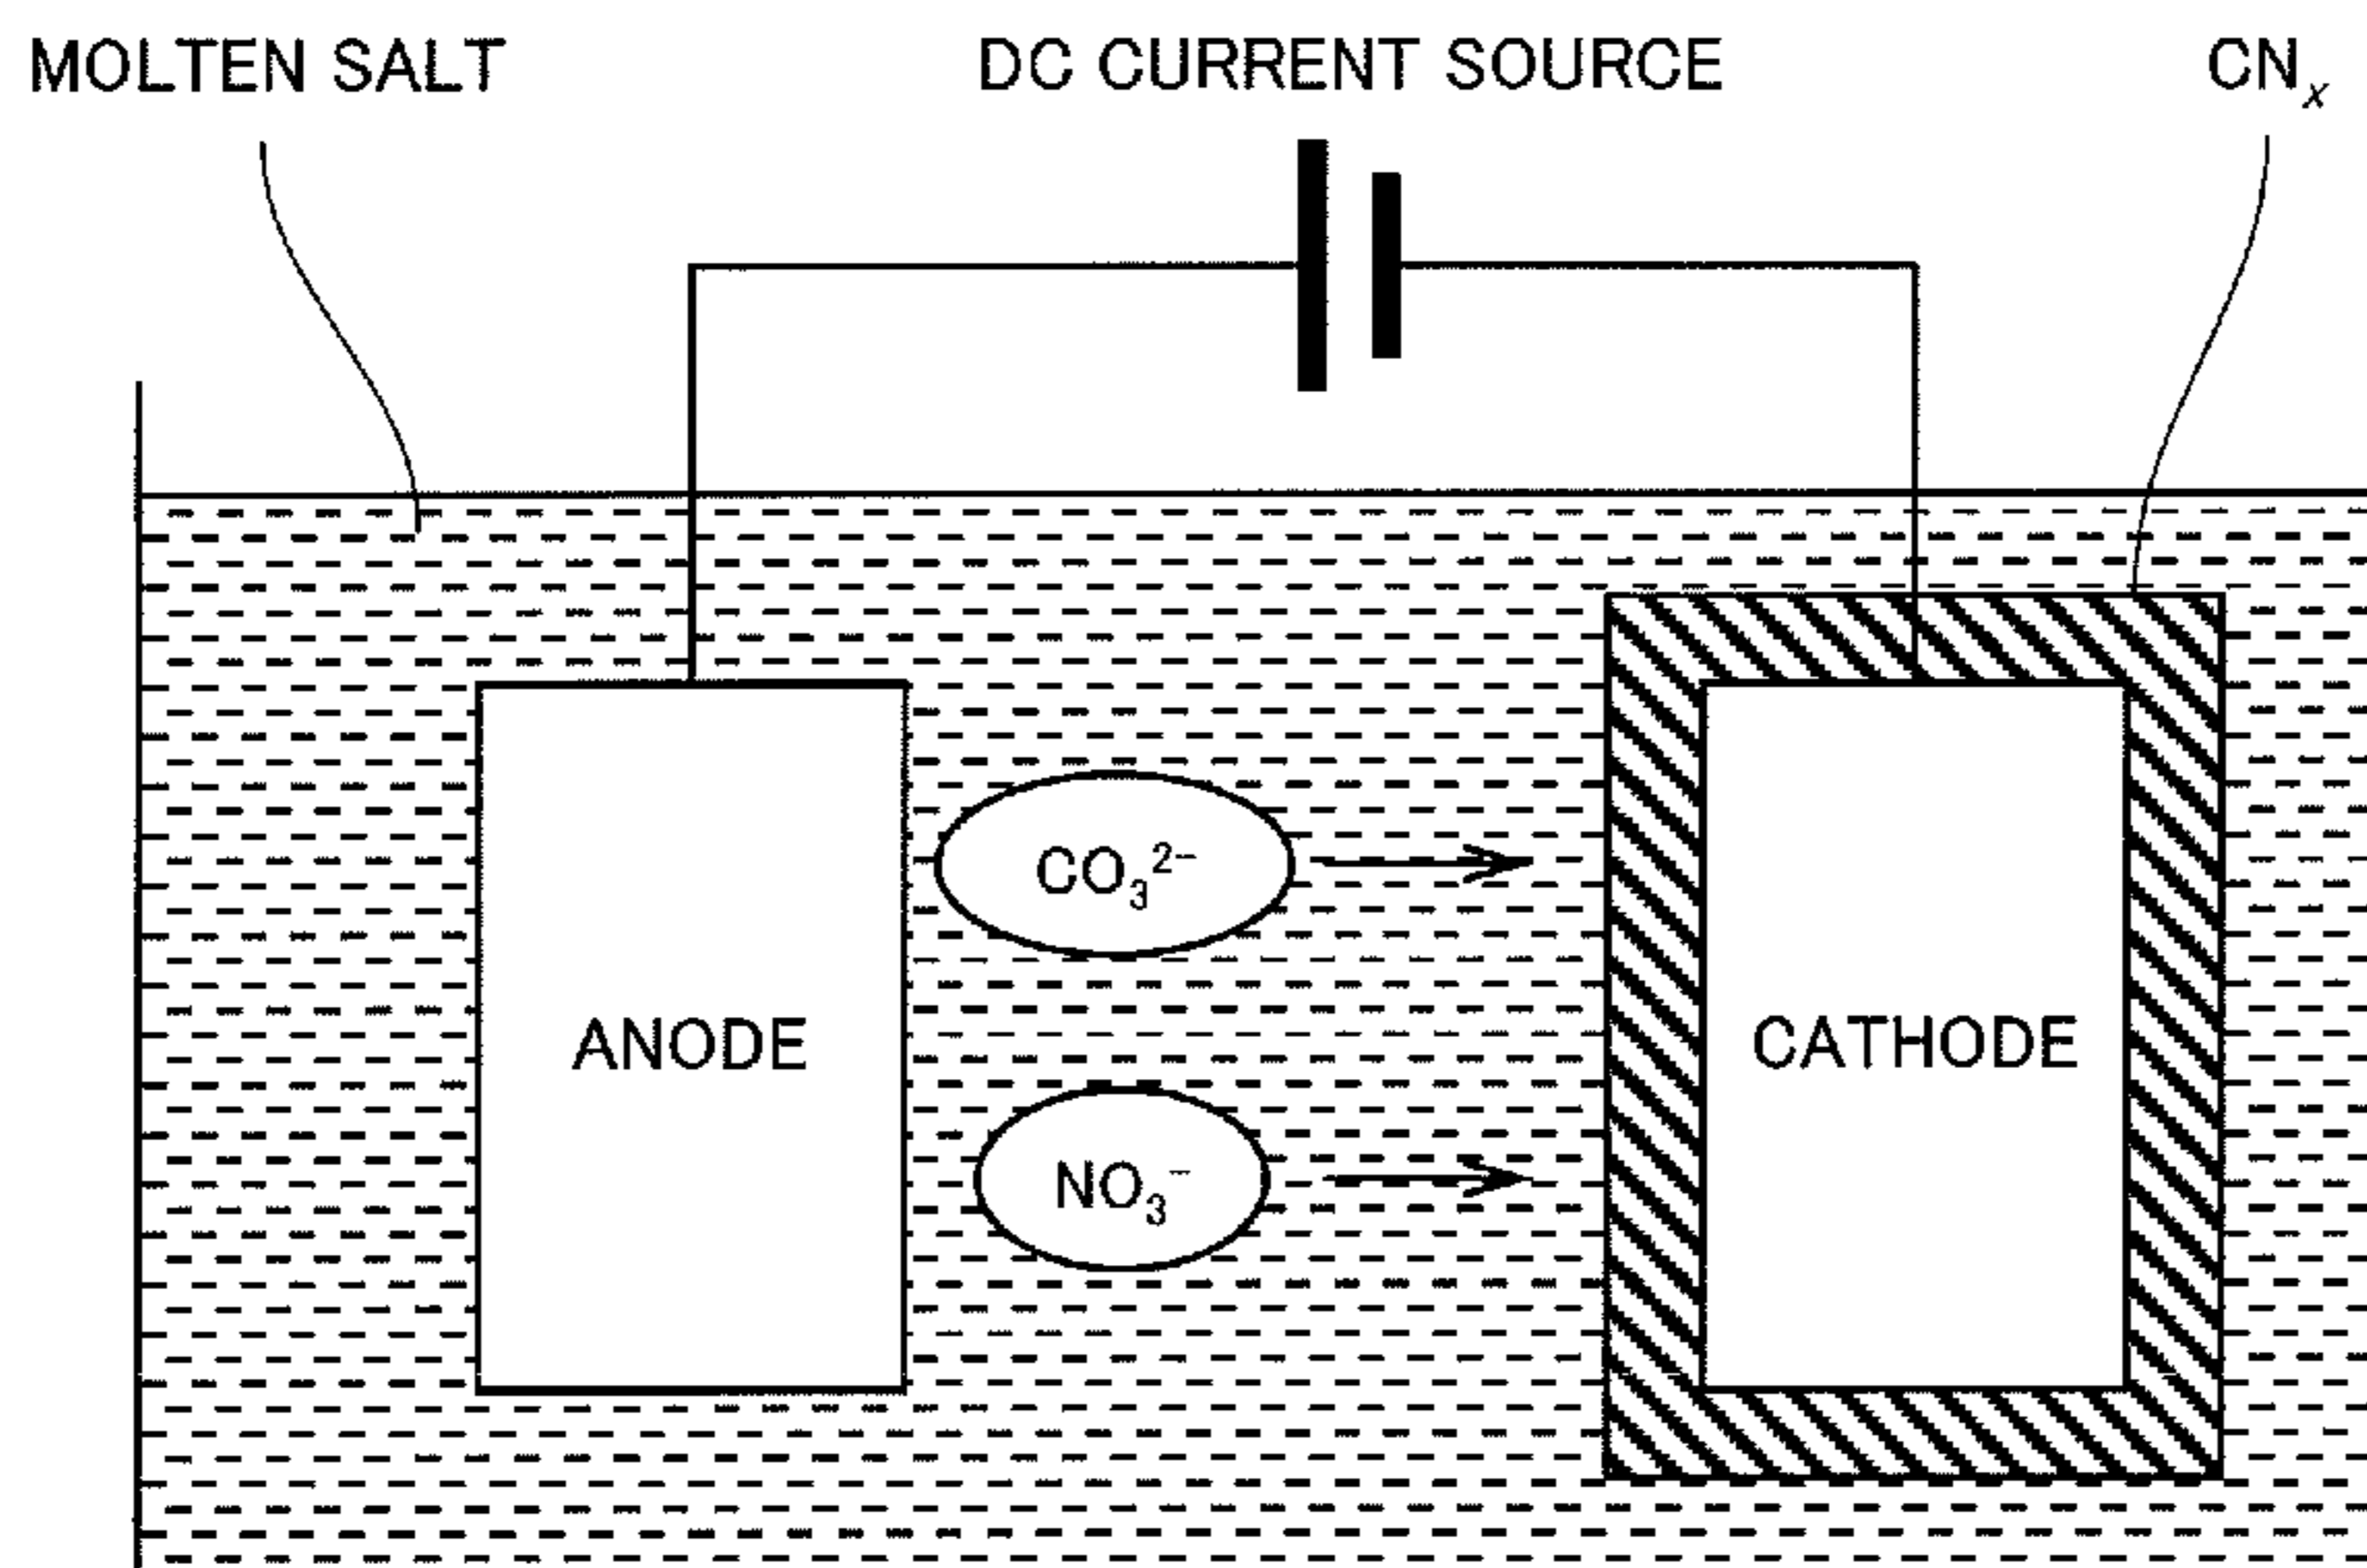 MOLTEN SALT
DC CURRENT SOURCE
CNₓ
CO₃²⁻
ANODE
CATHODE
NO₃⁻